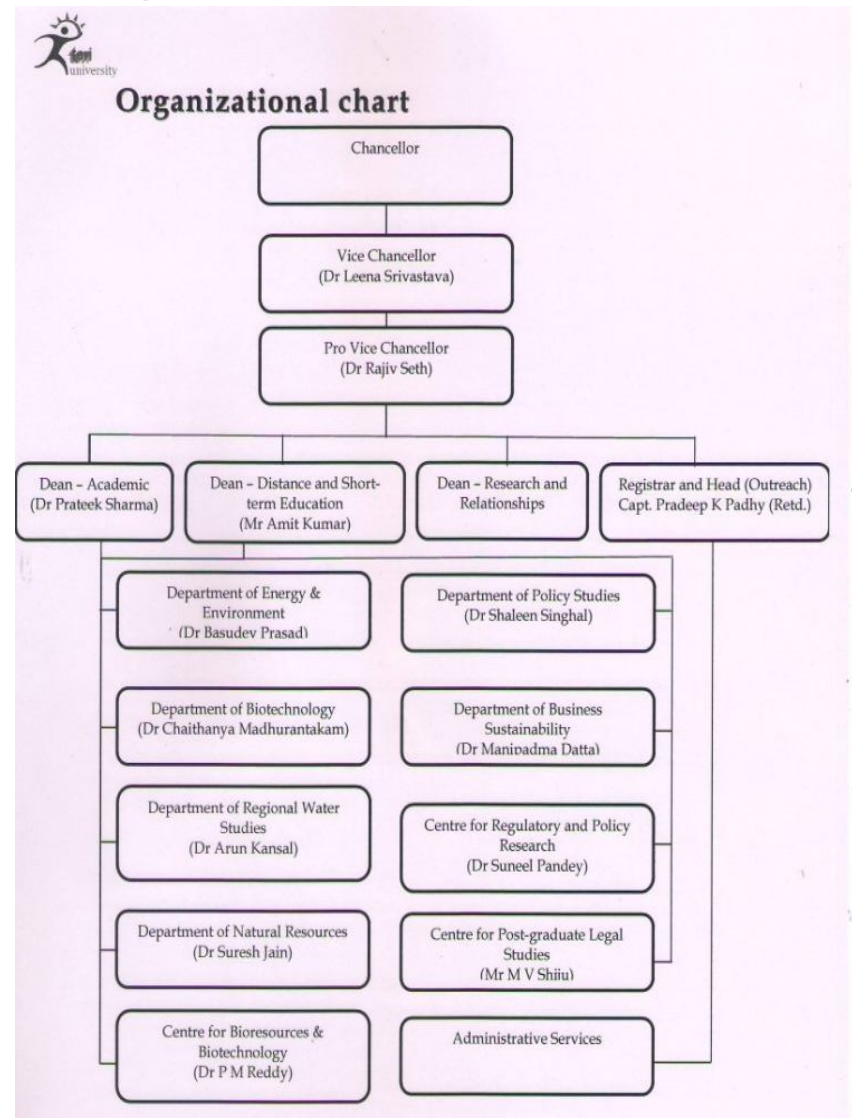 teri
university
Organizational chart
Chancellor
Vice Chancellor
(Dr Leena Srivastava)
Pro Vice Chancellor
(Dr Rajiv Seth)
Dean – Academic
(Dr Prateek Sharma)
Dean – Distance and Short-
term Education
(Mr Amit Kumar)
Dean – Research and
Relationships
Registrar and Head (Outreach)
Capt. Pradeep K Padhy (Retd.)
Department of Energy &
Environment
(Dr Basudev Prasad)
Department of Policy Studies
(Dr Shaleen Singhal)
Department of Biotechnology
(Dr Chaithanya Madhurantakam)
Department of Business
Sustainability
(Dr Manipadma Datta)
Department of Regional Water
Studies
(Dr Arun Kansal)
Centre for Regulatory and Policy
Research
(Dr Suneel Pandey)
Department of Natural Resources
(Dr Suresh Jain)
Centre for Post-graduate Legal
Studies
(Mr M V Shiju)
Centre for Bioresources &
Biotechnology
(Dr P M Reddy)
Administrative Services